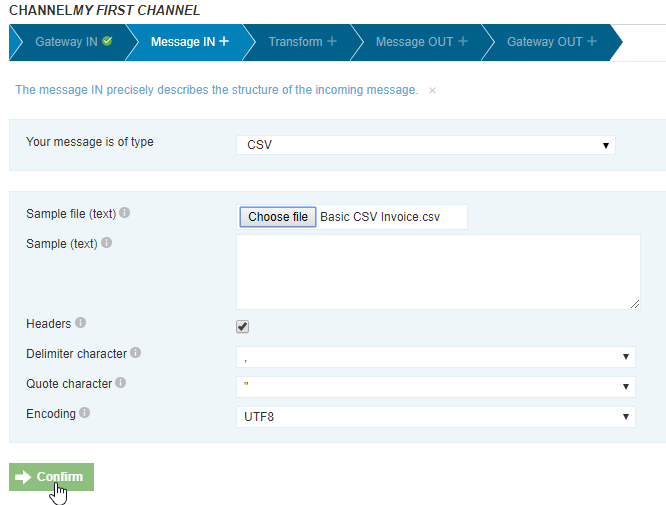 CHANNEL MY FIRST CHANNEL
Gateway IN Message IN + Transform + Message OUT + Gateway OUT +
The message IN precisely describes the structure of the incoming message. ×
Your message is of type CSV
Sample file (text) Choose file Basic CSV Invoice.csv
Sample (text)
Headers
Delimiter character ,
Quote character "
Encoding UTF8
Confirm